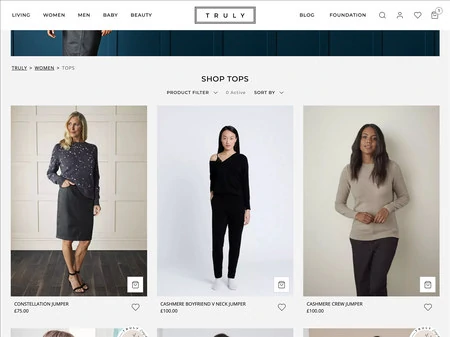 LIVING WOMEN MEN BABY BEAUTY TRULY BLOG FOUNDATION
TRULY > WOMEN > TOPS
SHOP TOPS
PRODUCT FILTER 0 Active SORT BY
CONSTELLATION JUMPER
£75.00
CASHMERE BOYFRIEND V NECK JUMPER
£100.00
CASHMERE CREW JUMPER
£100.00